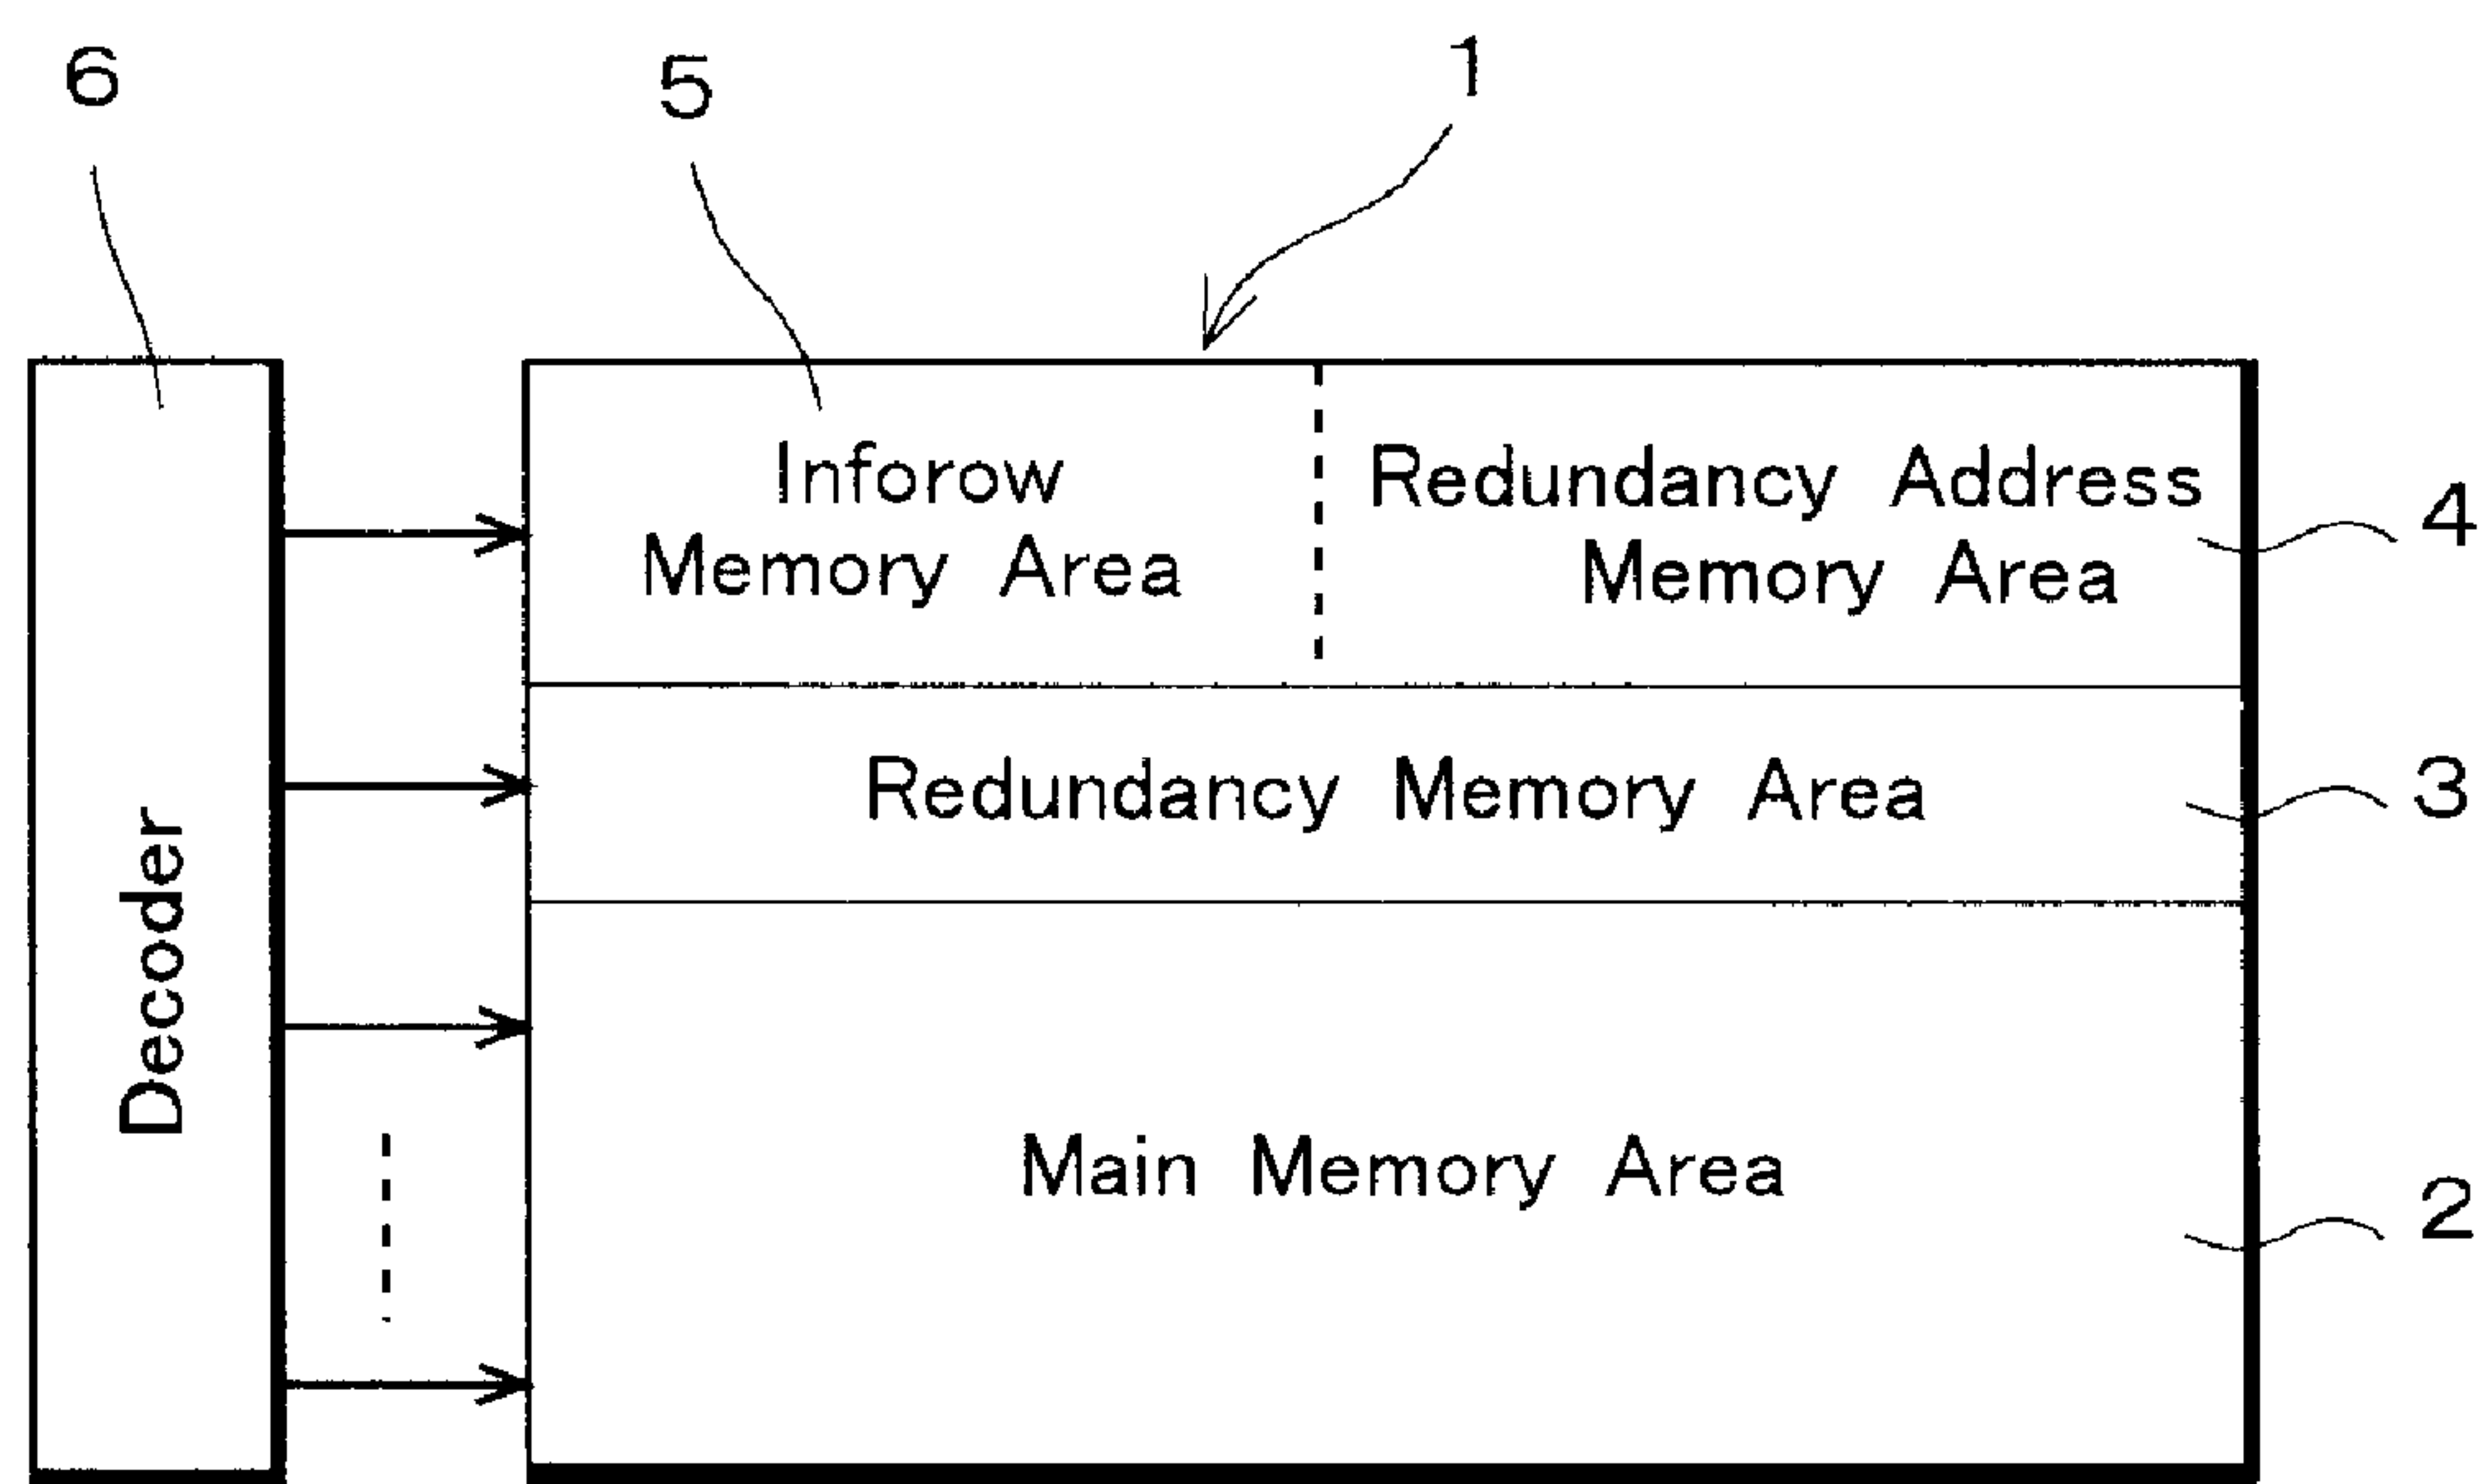 6
5
1
Inforow
Memory Area
Redundancy Address
Memory Area
4
Redundancy Memory Area
3
Decoder
Main Memory Area
2